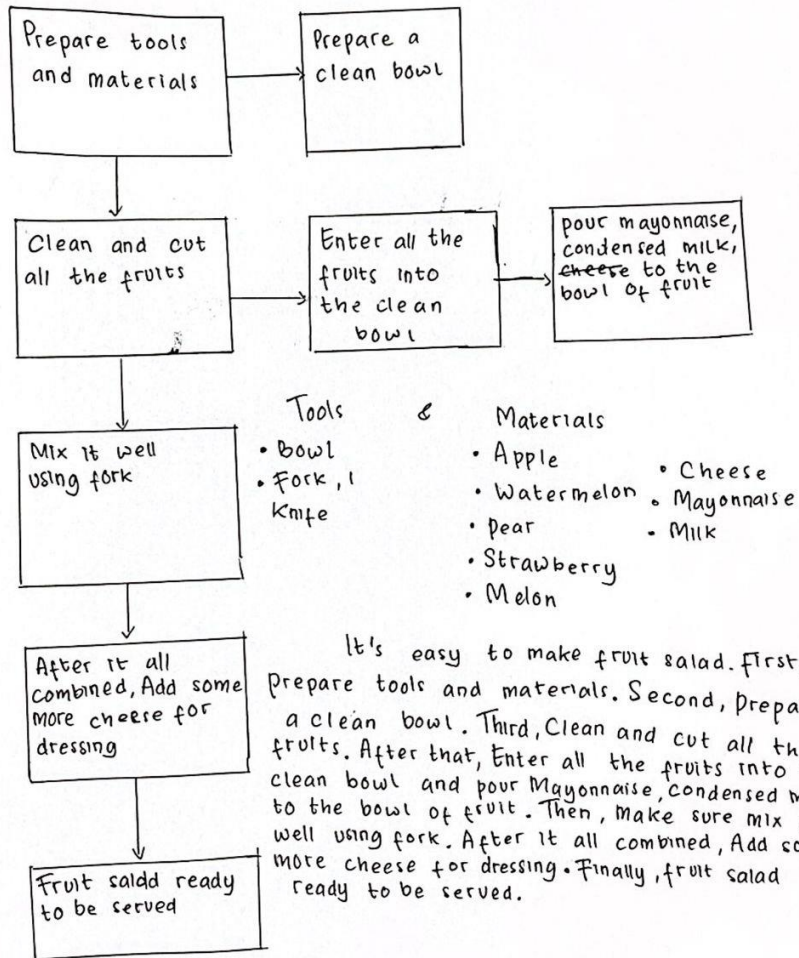 Prepare tools
and materials
Prepare a
clean bowl
Clean and cut
all the fruits
Enter all the
fruits into
the clean
bowl
pour mayonnaise,
condensed milk,
cheese to the
bowl of fruit
Mix it well
using fork
Tools & Materials
• Bowl
• Fork, 1
Knife
• Apple
• Watermelon
• pear
• Strawberry
• Melon
• Cheese
• Mayonnaise
• Milk
After it all
combined, Add some
more cheese for
dressing
Fruit salad ready
to be served
It's easy to make fruit salad. First
Prepare tools and materials. Second, Prepa
a clean bowl. Third, Clean and cut all th
fruits. After that, Enter all the fruits into
clean bowl and pour Mayonnaise, condensed m
to the bowl of fruit. Then, Make sure mix
well using fork. After it all combined, Add so
more cheese for dressing. Finally, fruit salad
ready to be served.